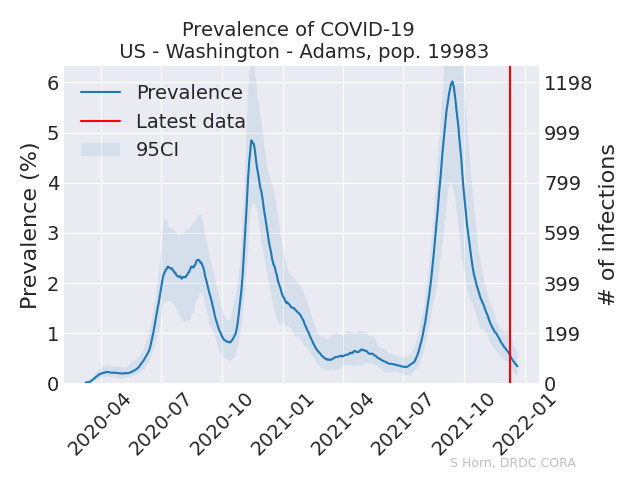 Prevalence of COVID-19
US - Washington - Adams, pop. 19983
Prevalence
Latest data
95CI
Prevalence (%)
6
5
4
3
2
1
0
# of infections
1198
999
799
599
399
199
0
2020-04
2020-07
2020-10
2021-01
2021-04
2021-07
2021-10
2022-01
S Horn, DRDC CORA